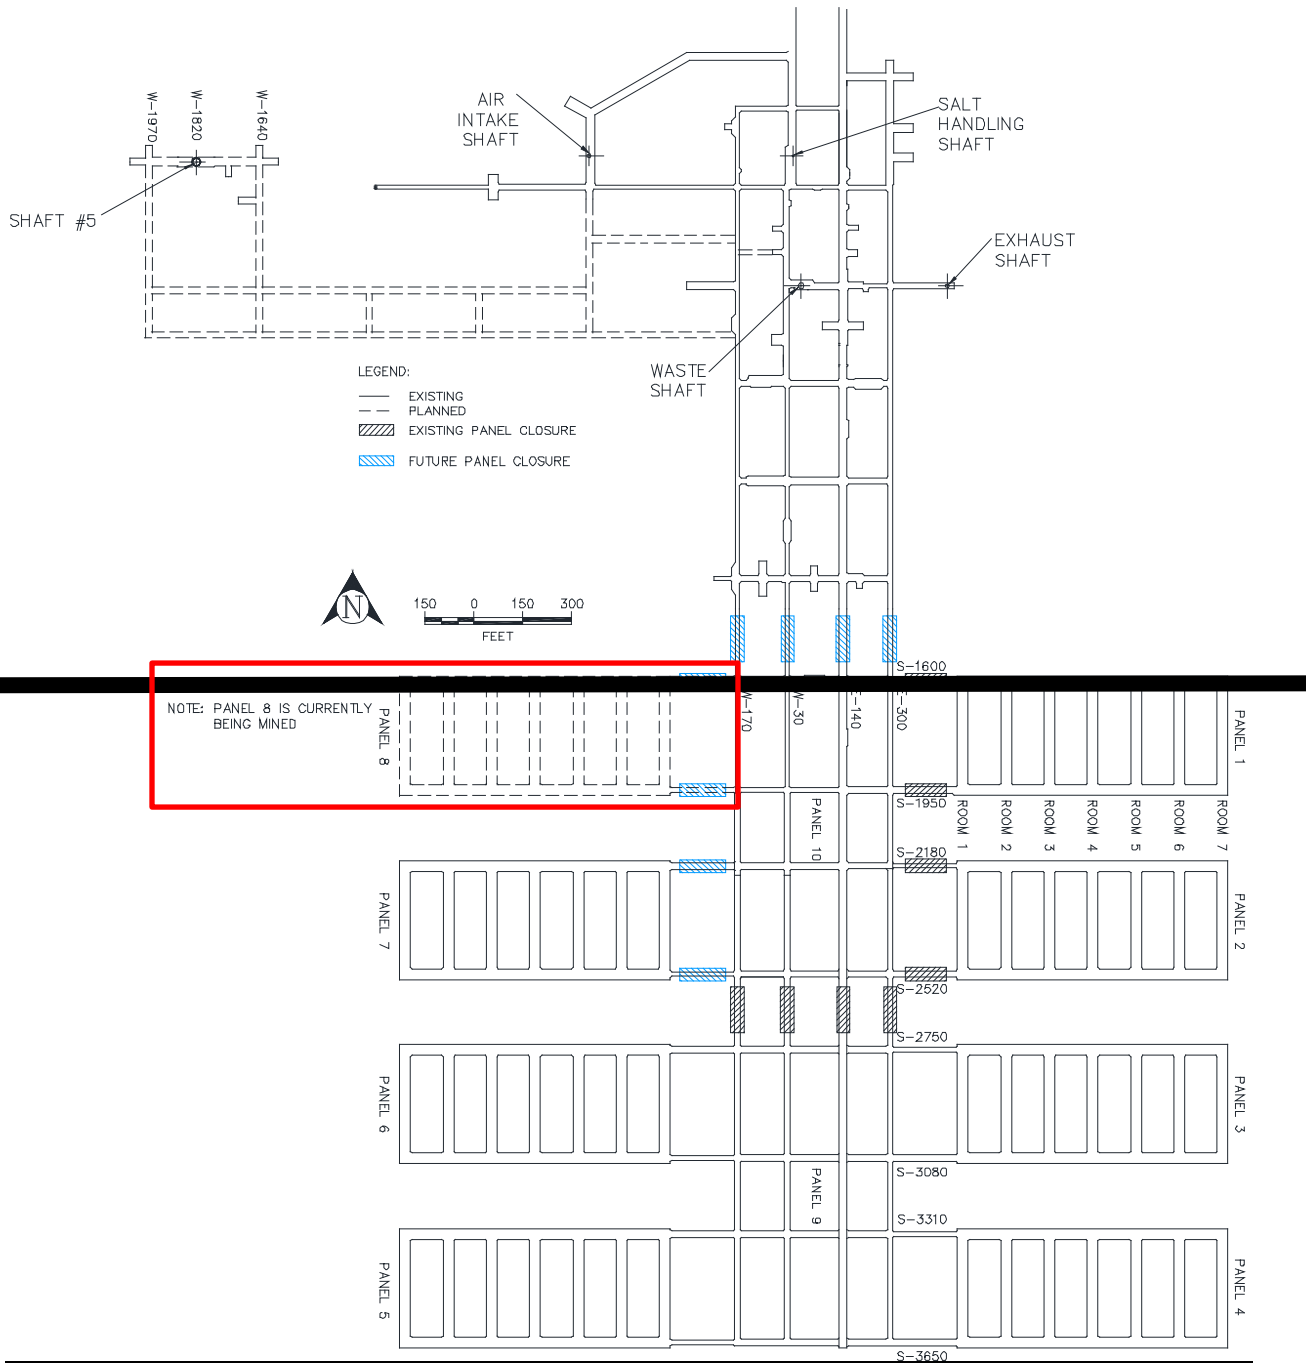 W-1970
W-1820
W-1640
AIR
INTAKE
SHAFT
SALT
HANDLING
SHAFT
SHAFT #5
EXHAUST
SHAFT
WASTE
SHAFT
LEGEND:
EXISTING
PLANNED
EXISTING PANEL CLOSURE
FUTURE PANEL CLOSURE
N
150 0 150 300
FEET
S-1600
NOTE: PANEL 8 IS CURRENTLY
BEING MINED
PANEL 8
W-170
W-30
E-140
E-300
PANEL 1
S-1950
PANEL 10
ROOM 1
ROOM 2
ROOM 3
ROOM 4
ROOM 5
ROOM 6
ROOM 7
S-2180
PANEL 7
PANEL 2
S-2520
S-2750
PANEL 6
PANEL 3
S-3080
PANEL 9
S-3310
PANEL 5
PANEL 4
S-3650